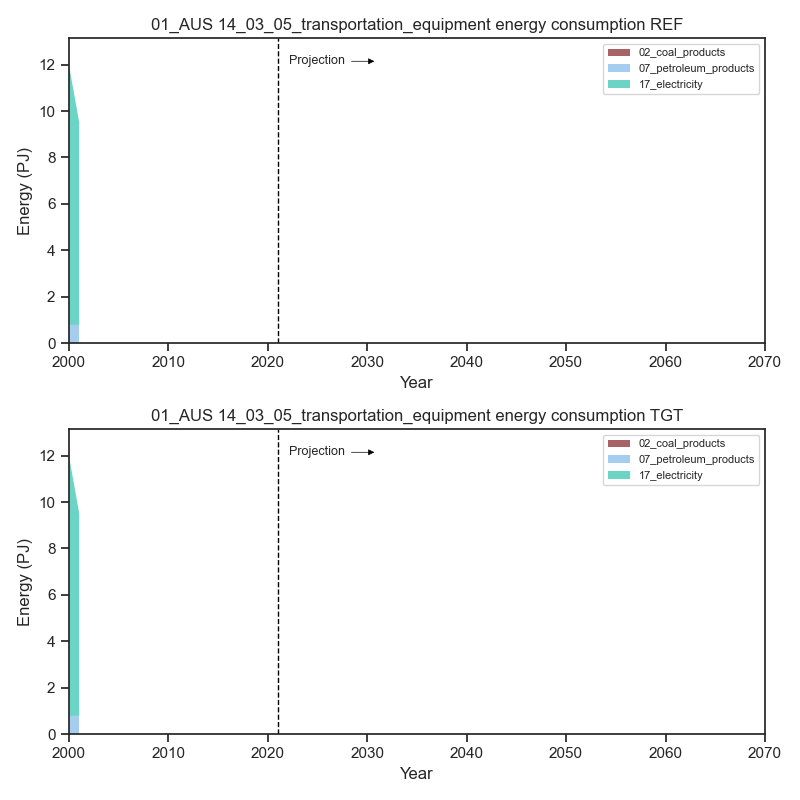 01_AUS 14_03_05_transportation_equipment energy consumption REF
12
10
8
6
4
2
0
Energy (PJ)
Projection
02_coal_products
07_petroleum_products
17_electricity
2000 2010 2020 2030 2040 2050 2060 2070
Year
01_AUS 14_03_05_transportation_equipment energy consumption TGT
12
10
8
6
4
2
0
Energy (PJ)
Projection
02_coal_products
07_petroleum_products
17_electricity
2000 2010 2020 2030 2040 2050 2060 2070
Year